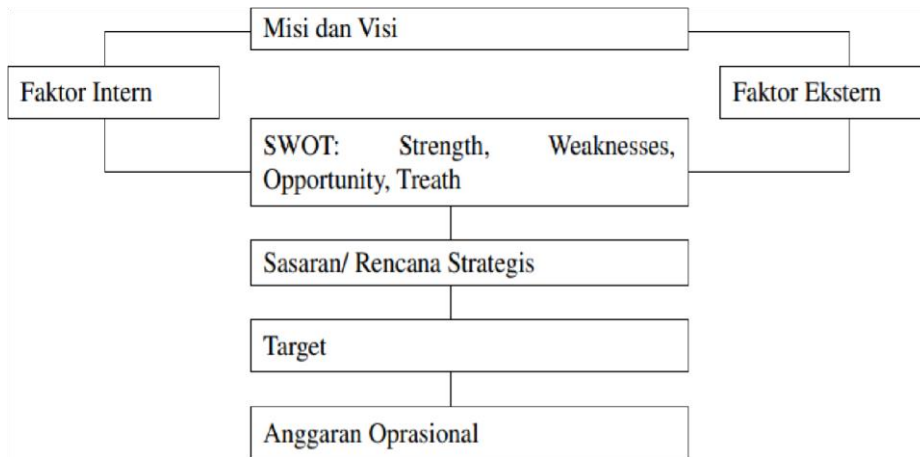 Misi dan Visi
Faktor Intern
Faktor Ekstern
SWOT: Strength, Weaknesses,
Opportunity, Treath
Sasaran/ Rencana Strategis
Target
Anggaran Oprasional